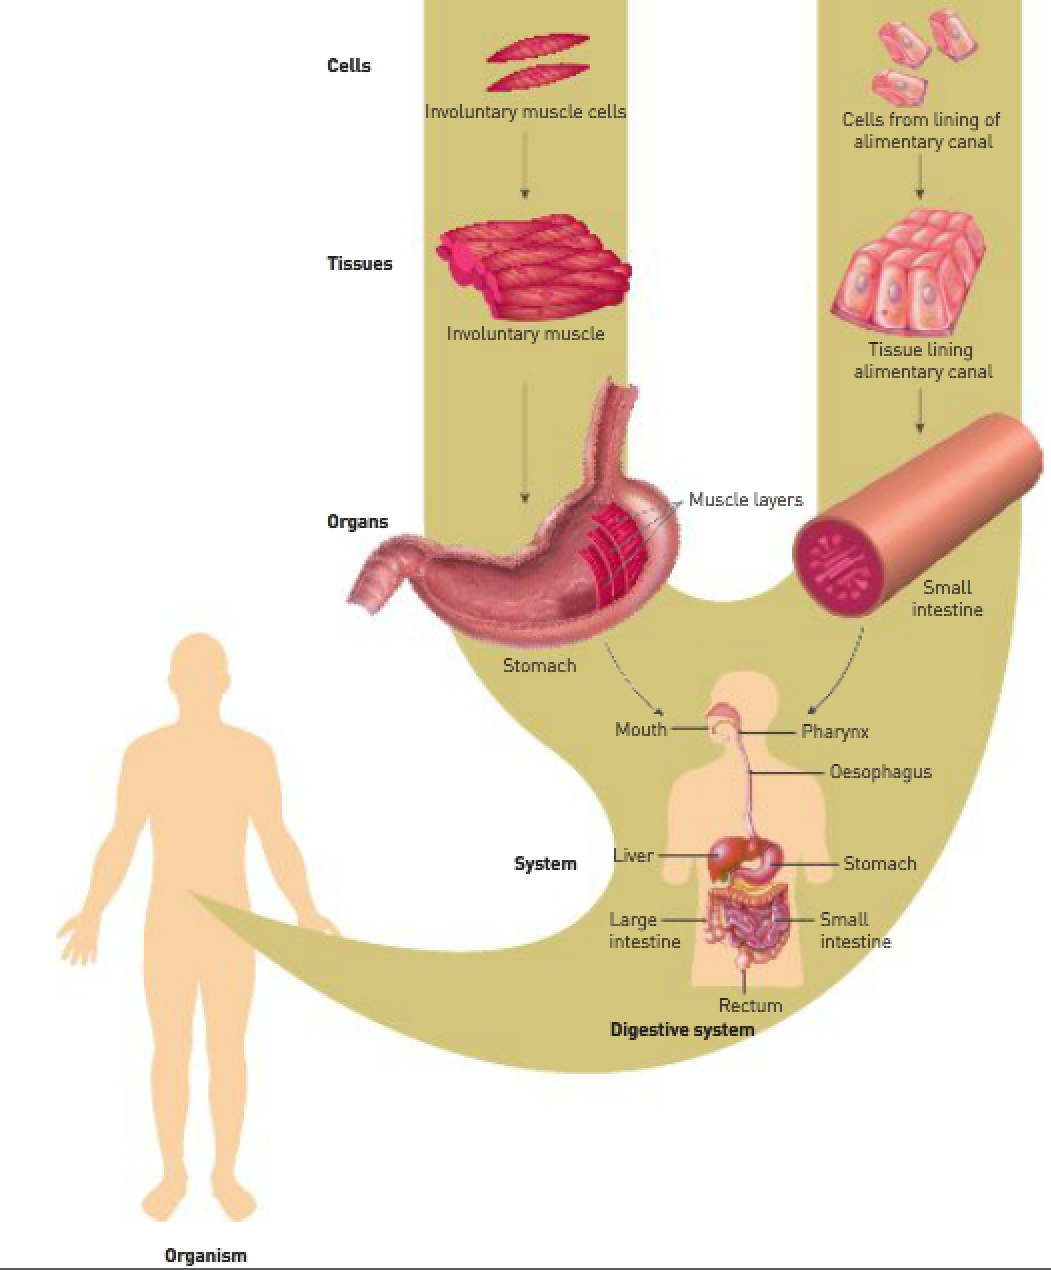 Cells
Involuntary muscle cells
Cells from lining of
alimentary canal
Tissues
Involuntary muscle
Tissue lining
alimentary canal
Organs
Muscle layers
Small
intestine
Stomach
Mouth
Pharynx
Oesophagus
System
Liver
Stomach
Large
intestine
Small
intestine
Rectum
Digestive system
Organism